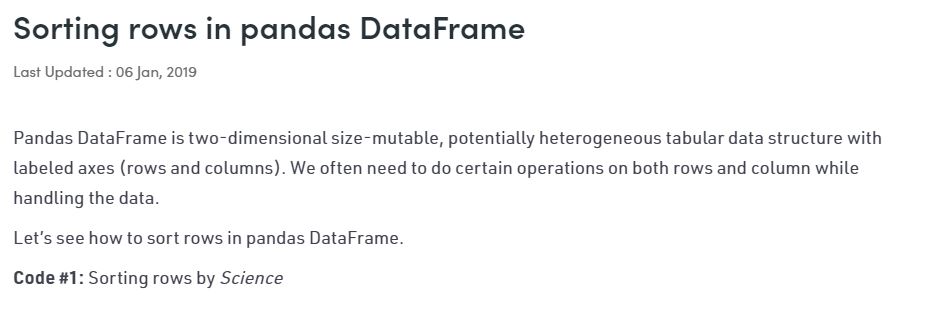 Sorting rows in pandas DataFrame
Last Updated : 06 Jan, 2019
Pandas DataFrame is two-dimensional size-mutable, potentially heterogeneous tabular data structure with
labeled axes (rows and columns). We often need to do certain operations on both rows and column while
handling the data.
Let’s see how to sort rows in pandas DataFrame.
Code #1: Sorting rows by Science